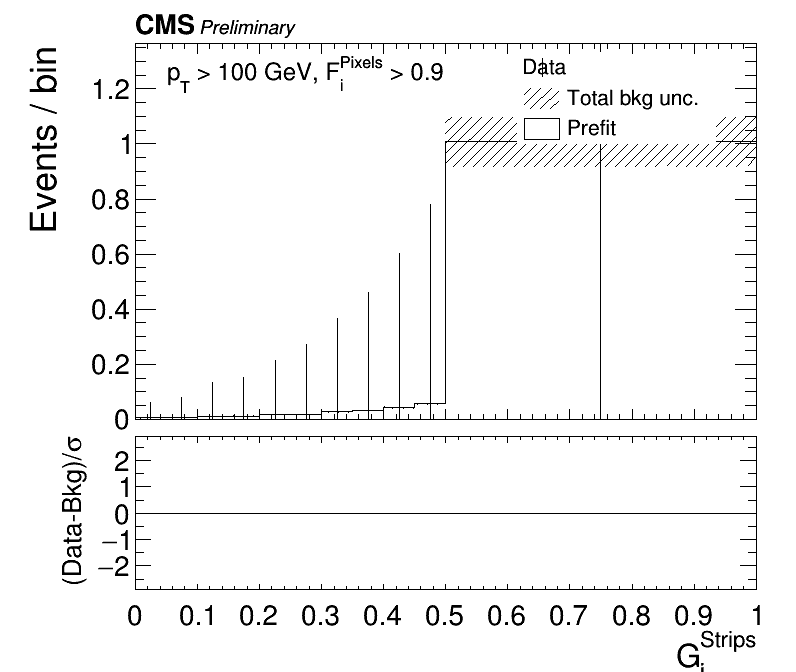 CMS Preliminary
p_T > 100 GeV, F_i^Pixels > 0.9
Data
Total bkg unc.
Prefit
Events / bin
1.2
1
0.8
0.6
0.4
0.2
0
(Data-Bkg)/σ
2
1
0
−1
−2
0 0.1 0.2 0.3 0.4 0.5 0.6 0.7 0.8 0.9 1
G_i^Strips